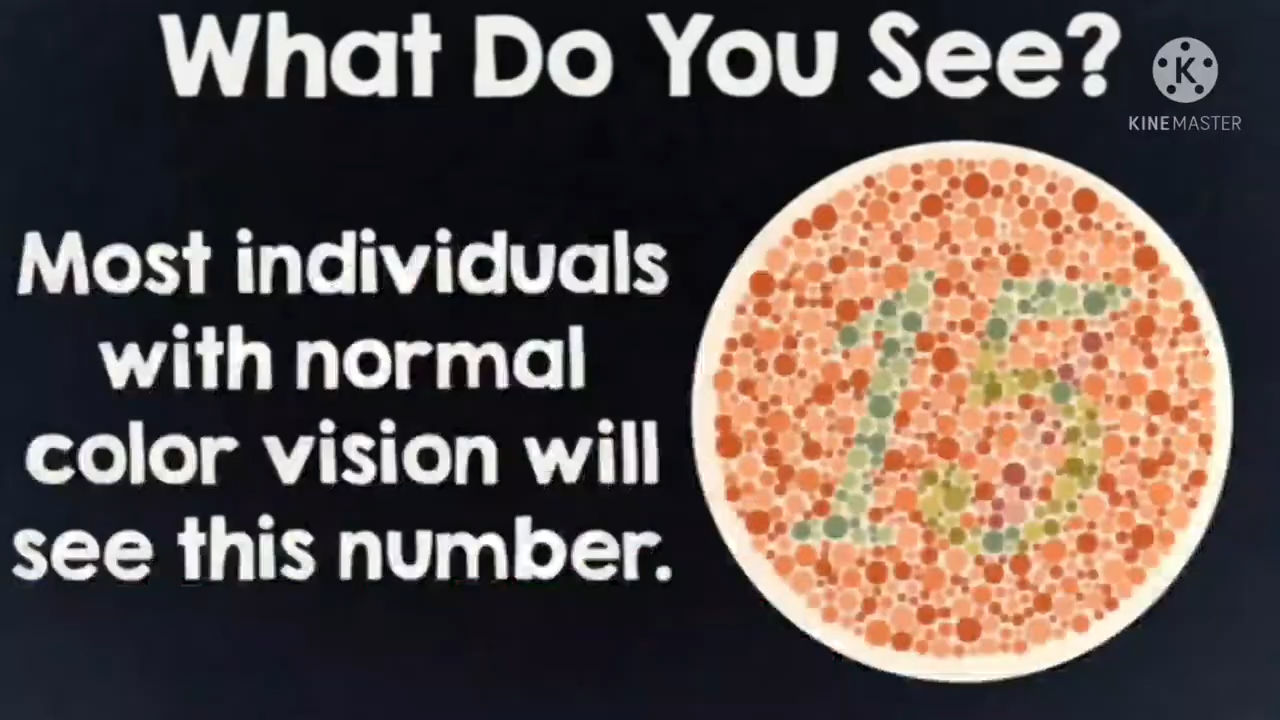 What Do You See?
K
KINEMASTER
Most individuals
with normal
color vision will
see this number.
15